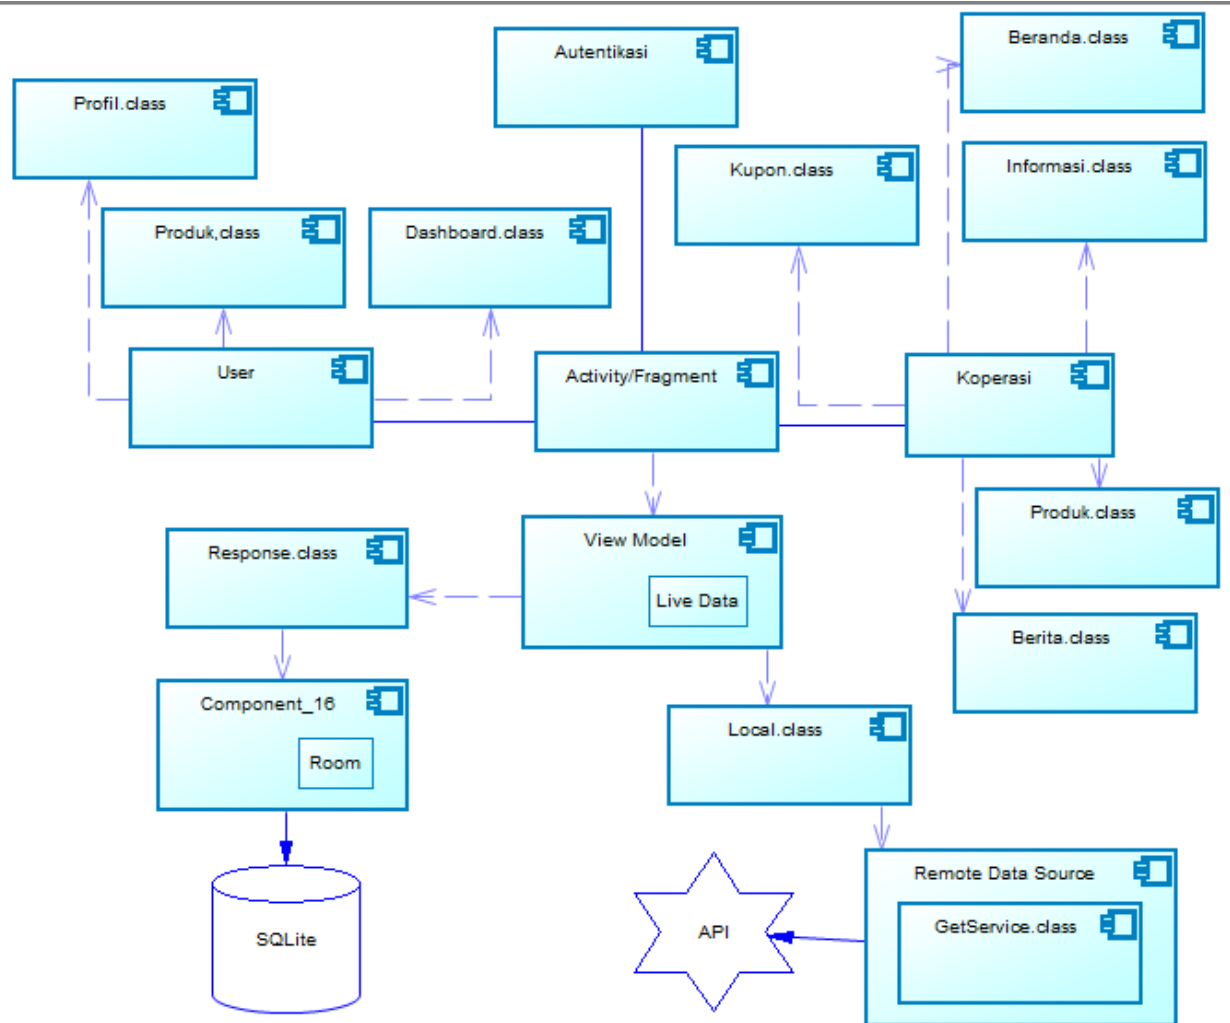 Autentikasi
Beranda.class
Profil.class
Kupon.class
Informasi.class
Produk,class
Dashboard.class
User
Activity/Fragment
Koperasi
Produk.class
Response.class
View Model
Live Data
Berita.class
Component_16
Room
Local.class
Remote Data Source
GetService.class
API
SQLite